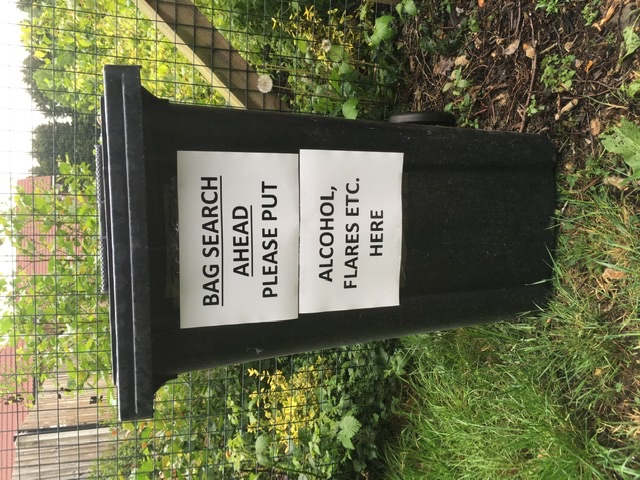 BAG SEARCH
AHEAD
PLEASE PUT
ALCOHOL,
FLARES ETC.
HERE